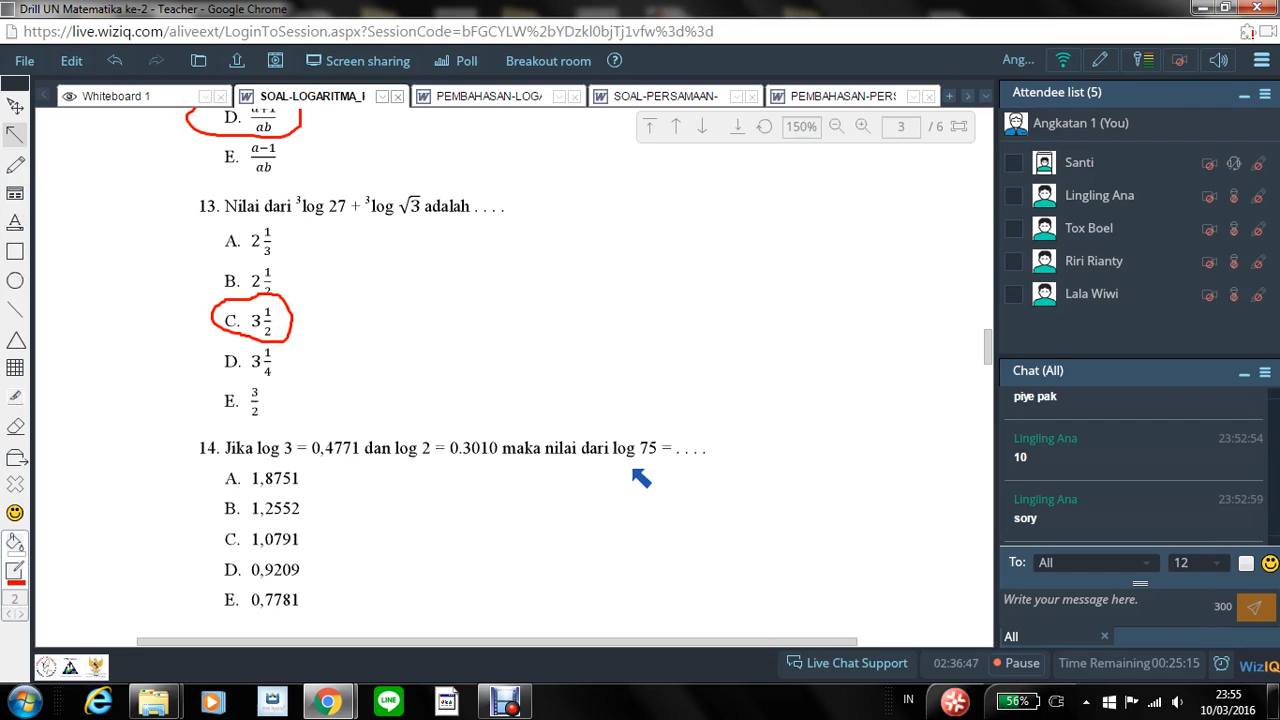 Drill UN Matematika ke-2 - Teacher - Google Chrome
https://live.wiziq.com/aliveext/LoginToSession.aspx?SessionCode=bFGCYLW%2bYDzkl0bjTj1vfw%3d%3d
File Edit Screen sharing Poll Breakout room Ang...
Whiteboard 1 SOAL-LOGARITMA_ PEMBAHASAN-LOGA SOAL-PERSAMAAN- PEMBAHASAN-PERS
150% 3 / 6
D. a+1/ab
E. a−1/ab
13. Nilai dari ³log 27 + ³log √3 adalah . . . .
A. 2 1/3
B. 2 1/2
C. 3 1/2
D. 3 1/4
E. 3/2
14. Jika log 3 = 0,4771 dan log 2 = 0.3010 maka nilai dari log 75 = . . . .
A. 1,8751
B. 1,2552
C. 1,0791
D. 0,9209
E. 0,7781
2
Attendee list (5)
Angkatan 1 (You)
Santi
Lingling Ana
Tox Boel
Riri Rianty
Lala Wiwi
Chat (All)
piye pak
Lingling Ana 23:52:54
10
Lingling Ana 23:52:59
sory
To: All 12
Write your message here. 300
All
Live Chat Support 02:36:47 Pause Time Remaining 00:25:15 WizIQ
LINE IN 56% 23:55
10/03/2016